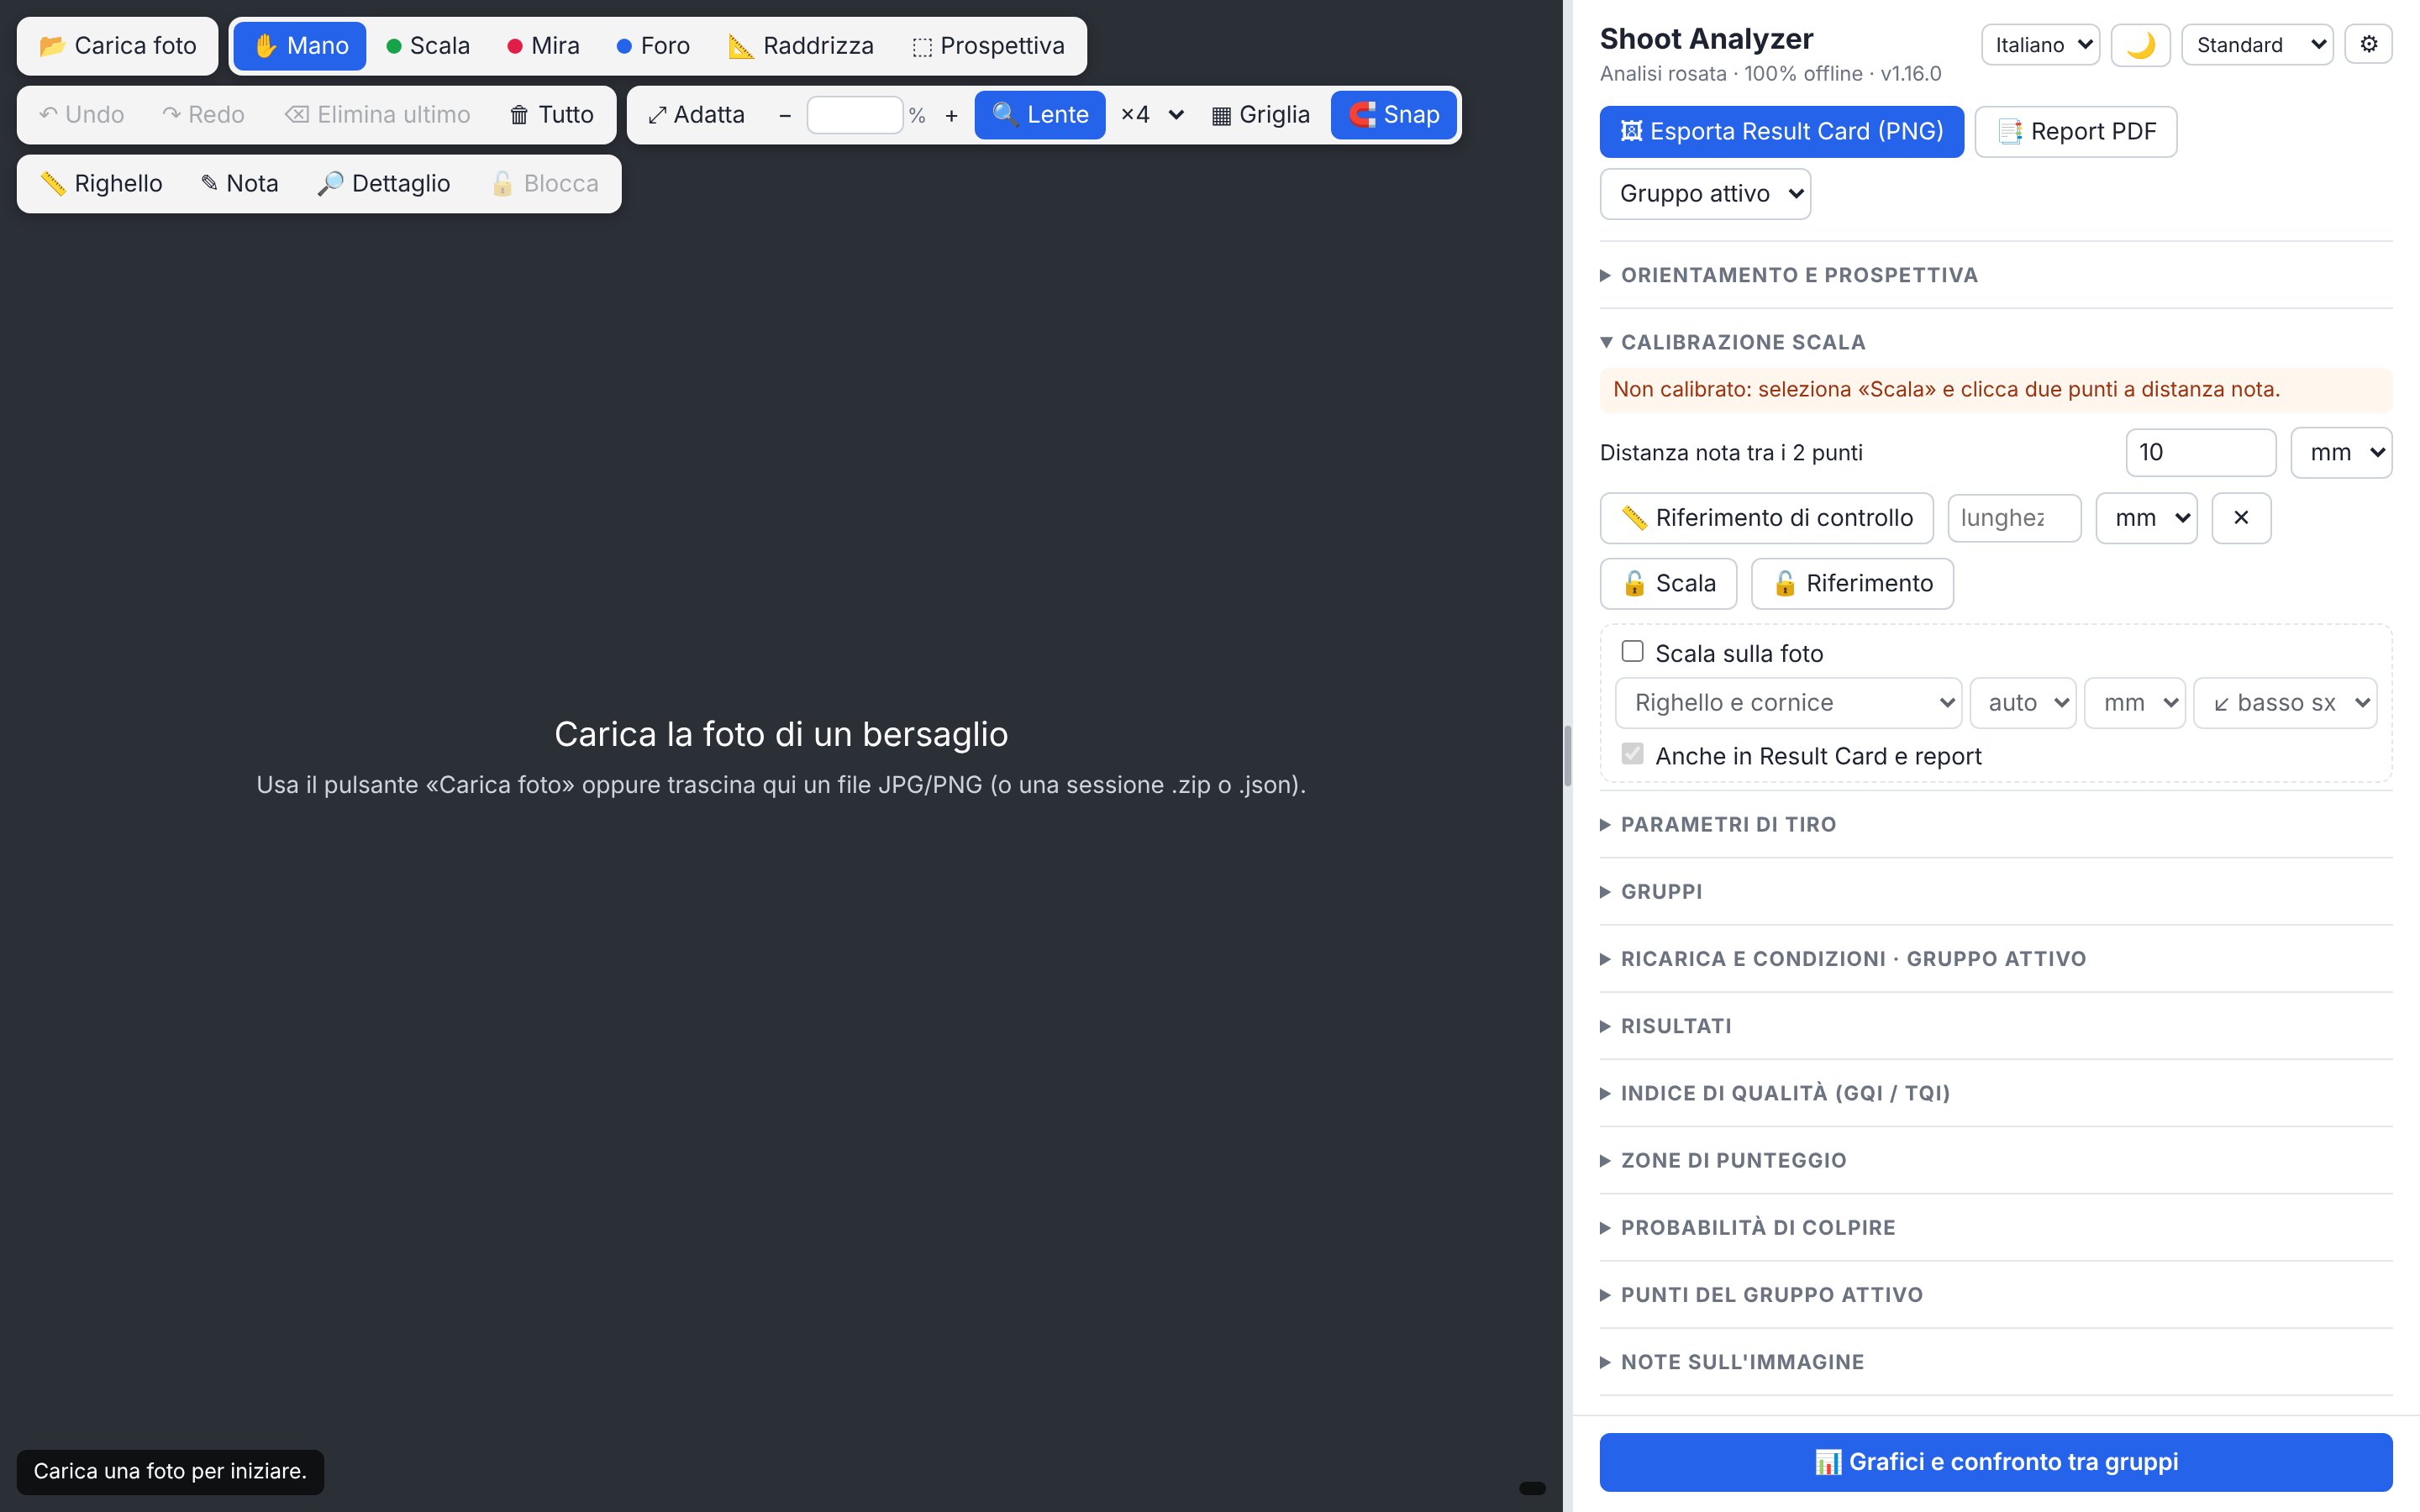 Carica foto
Mano Scala Mira Foro Raddrizza Prospettiva
Undo Redo Elimina ultimo Tutto Adatta − % + Lente ×4 Griglia Snap
Righello Nota Dettaglio Blocca
Carica la foto di un bersaglio
Usa il pulsante «Carica foto» oppure trascina qui un file JPG/PNG (o una sessione .zip o .json).
Carica una foto per iniziare.
Shoot Analyzer
Analisi rosata · 100% offline · v1.16.0
Italiano Standard
Esporta Result Card (PNG) Report PDF
Gruppo attivo
ORIENTAMENTO E PROSPETTIVA
CALIBRAZIONE SCALA
Non calibrato: seleziona «Scala» e clicca due punti a distanza nota.
Distanza nota tra i 2 punti 10 mm
Riferimento di controllo lunghez mm ✕
Scala Riferimento
Scala sulla foto
Righello e cornice auto mm ↙ basso sx
Anche in Result Card e report
PARAMETRI DI TIRO
GRUPPI
RICARICA E CONDIZIONI · GRUPPO ATTIVO
RISULTATI
INDICE DI QUALITÀ (GQI / TQI)
ZONE DI PUNTEGGIO
PROBABILITÀ DI COLPIRE
PUNTI DEL GRUPPO ATTIVO
NOTE SULL'IMMAGINE
Grafici e confronto tra gruppi